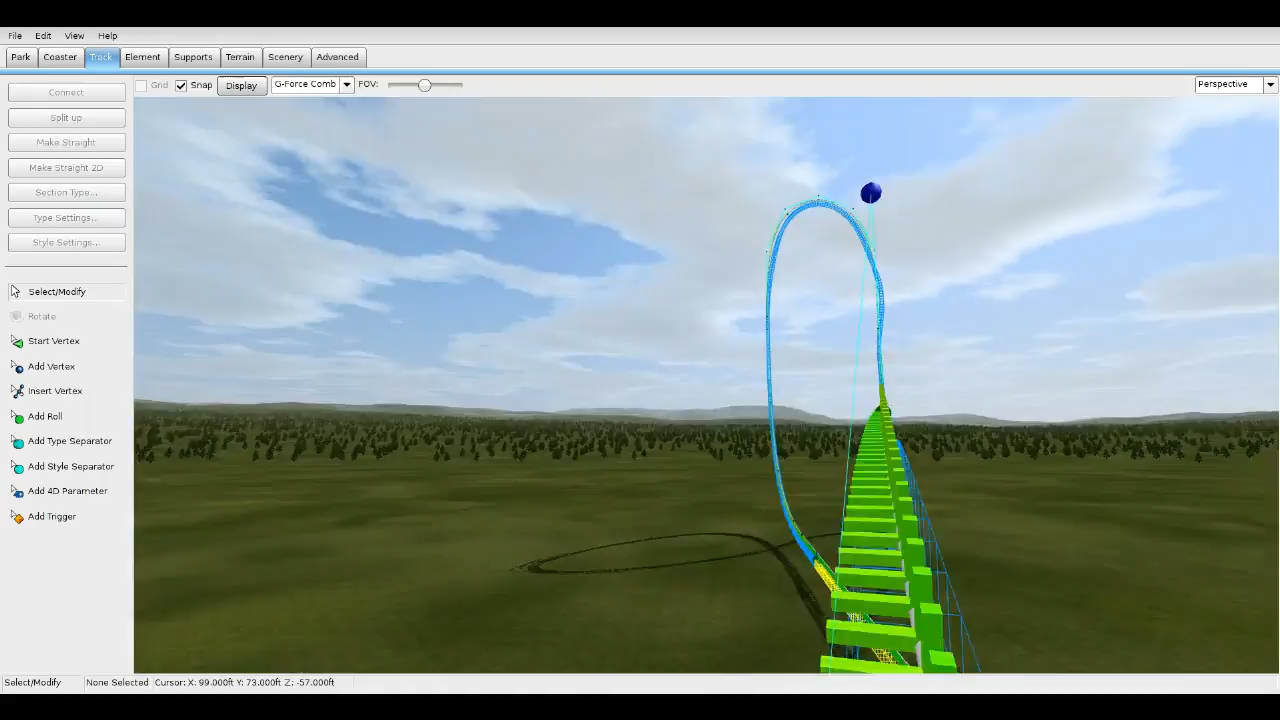 File Edit View Help
Park Coaster Track Element Supports Terrain Scenery Advanced
Grid Snap Display G-Force Comb FOV: Perspective
Connect
Split up
Make Straight
Make Straight 2D
Section Type...
Type Settings...
Style Settings...
Select/Modify
Rotate
Start Vertex
Add Vertex
Insert Vertex
Add Roll
Add Type Separator
Add Style Separator
Add 4D Parameter
Add Trigger
Select/Modify None Selected Cursor: X: 99.000ft Y: 73.000ft Z: -57.000ft